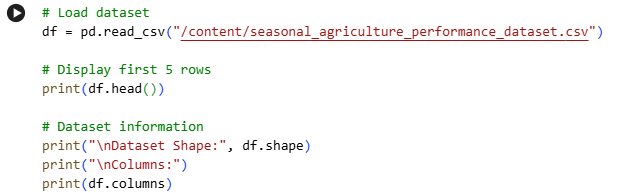 # Load dataset
df = pd.read_csv("/content/seasonal_agriculture_performance_dataset.csv")
# Display first 5 rows
print(df.head())
# Dataset information
print("\nDataset Shape:", df.shape)
print("\nColumns:")
print(df.columns)